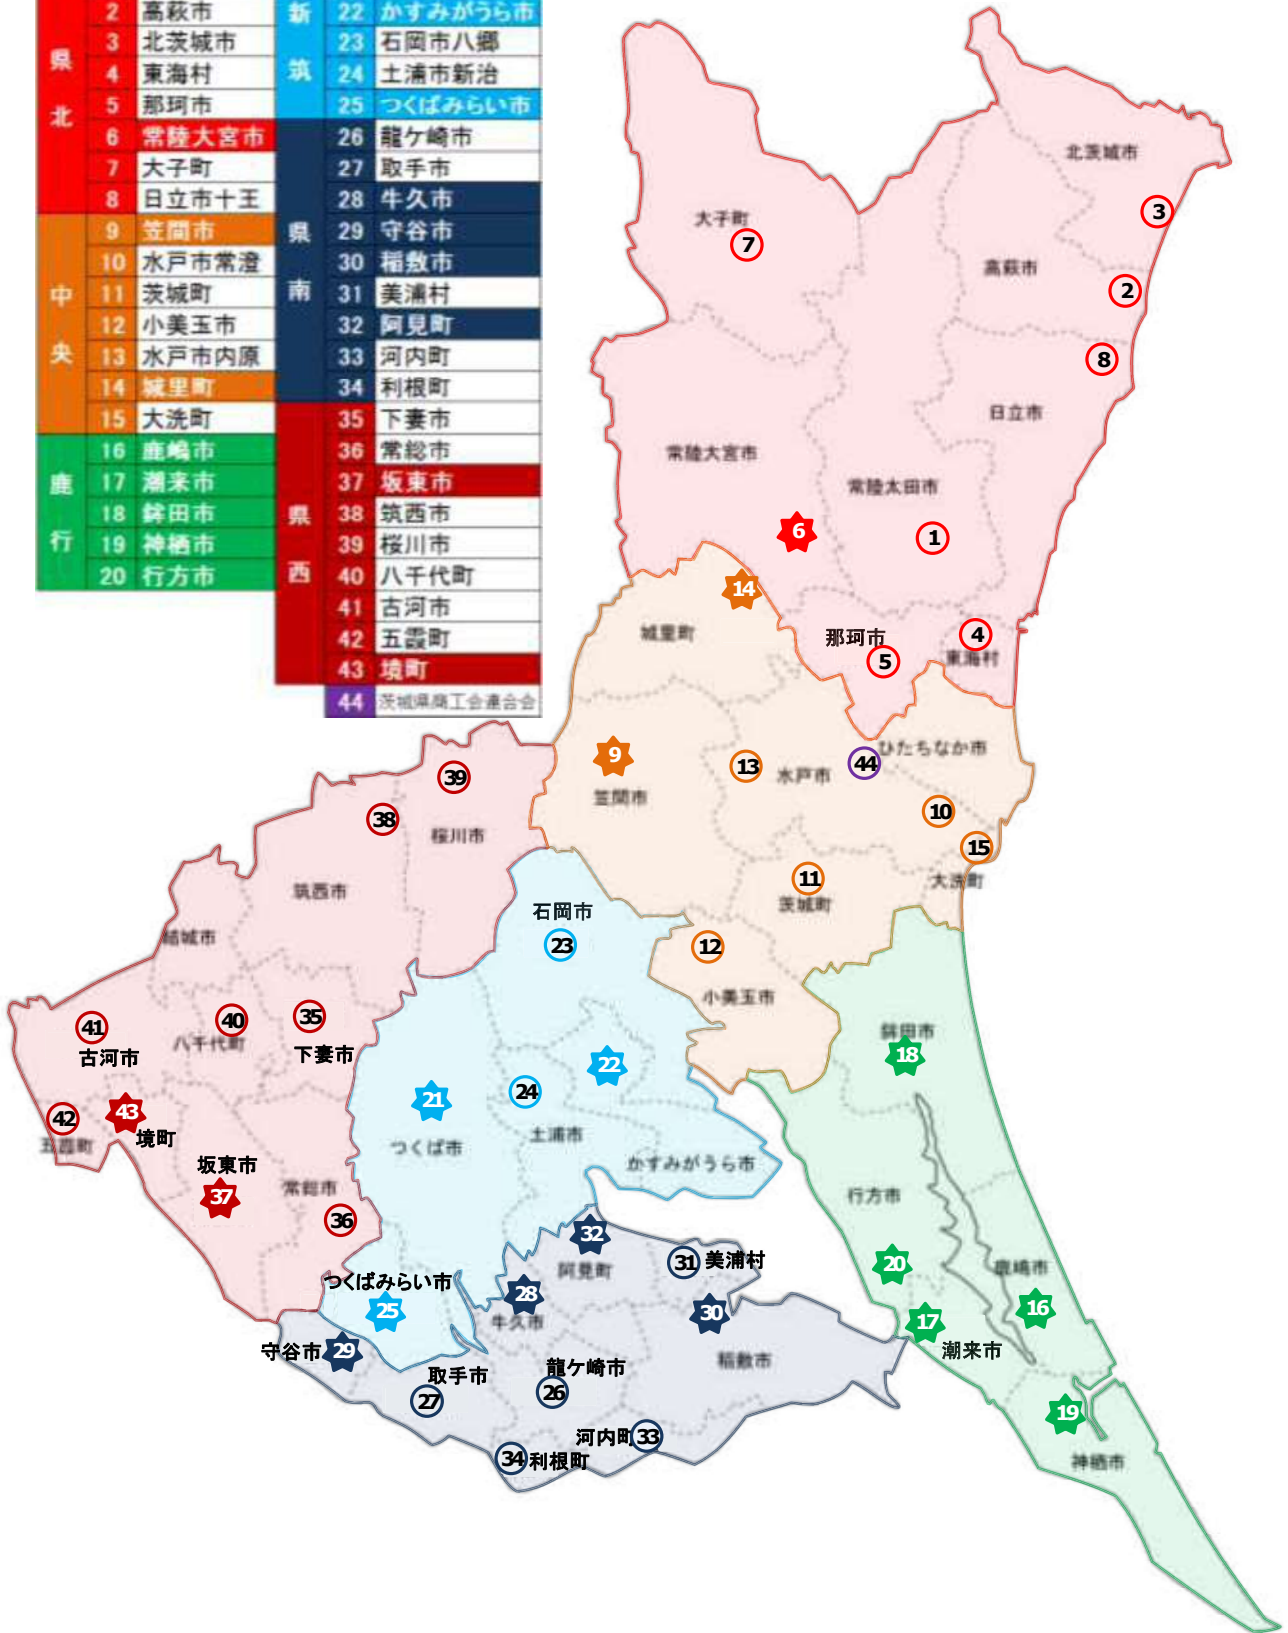 県北
2 高萩市
3 北茨城市
4 東海村
5 那珂市
6 常陸大宮市
7 大子町
8 日立市十王
中央
9 笠間市
10 水戸市常澄
11 茨城町
12 小美玉市
13 水戸市内原
14 城里町
15 大洗町
鹿行
16 鹿嶋市
17 潮来市
18 鉾田市
19 神栖市
20 行方市
新筑
22 かすみがうら市
23 石岡市八郷
24 土浦市新治
25 つくばみらい市
県南
26 龍ケ崎市
27 取手市
28 牛久市
29 守谷市
30 稲敷市
31 美浦村
32 阿見町
33 河内町
34 利根町
県西
35 下妻市
36 常総市
37 坂東市
38 筑西市
39 桜川市
40 八千代町
41 古河市
42 五霞町
43 境町
44 茨城県商工会連合会
北茨城市
3
大子町
7
高萩市
2
8
日立市
常陸大宮市
常陸太田市
6
1
14
城里町
那珂市
5
4
東海村
9
笠間市
13
水戸市
44
ひたちなか市
10
15
大洗町
11
茨城町
12
小美玉市
39
38
桜川市
筑西市
結城市
石岡市
23
41
古河市
40
八千代町
35
下妻市
42
五霞町
43
境町
坂東市
37
常総市
36
21
つくば市
24
土浦市
22
かすみがうら市
鉾田市
18
行方市
20
鹿嶋市
16
17
潮来市
19
神栖市
つくばみらい市
25
32
阿見町
31 美浦村
28
牛久市
30
稲敷市
守谷市 29
取手市
27
龍ケ崎市
26
河内町 33
34 利根町